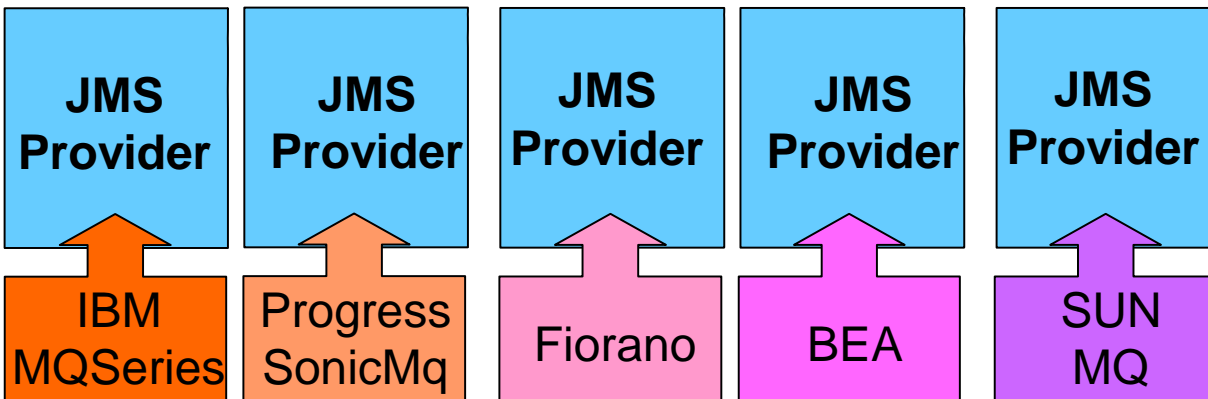 JMS
Provider
JMS
Provider
JMS
Provider
JMS
Provider
JMS
Provider
IBM
MQSeries
Progress
SonicMq
Fiorano
BEA
SUN
MQ